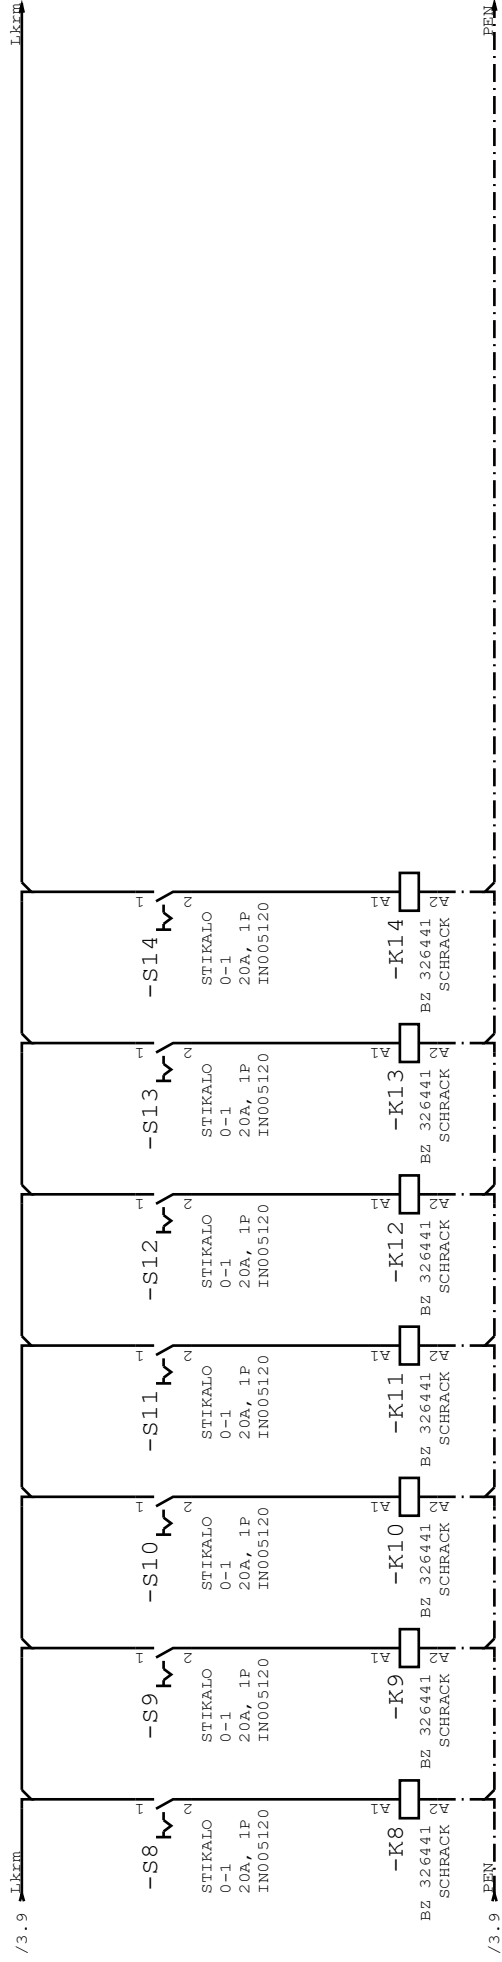 /3.9
Lkrm
Lkrm
-S8
1
2
STIKALO
0-1
20A, 1P
IN005120
-S9
1
2
STIKALO
0-1
20A, 1P
IN005120
-S10
1
2
STIKALO
0-1
20A, 1P
IN005120
-S11
1
2
STIKALO
0-1
20A, 1P
IN005120
-S12
1
2
STIKALO
0-1
20A, 1P
IN005120
-S13
1
2
STIKALO
0-1
20A, 1P
IN005120
-S14
1
2
STIKALO
0-1
20A, 1P
IN005120
-K8
A1
A2
BZ 326441
SCHRACK
-K9
A1
A2
BZ 326441
SCHRACK
-K10
A1
A2
BZ 326441
SCHRACK
-K11
A1
A2
BZ 326441
SCHRACK
-K12
A1
A2
BZ 326441
SCHRACK
-K13
A1
A2
BZ 326441
SCHRACK
-K14
A1
A2
BZ 326441
SCHRACK
/3.9
PEN
PEN